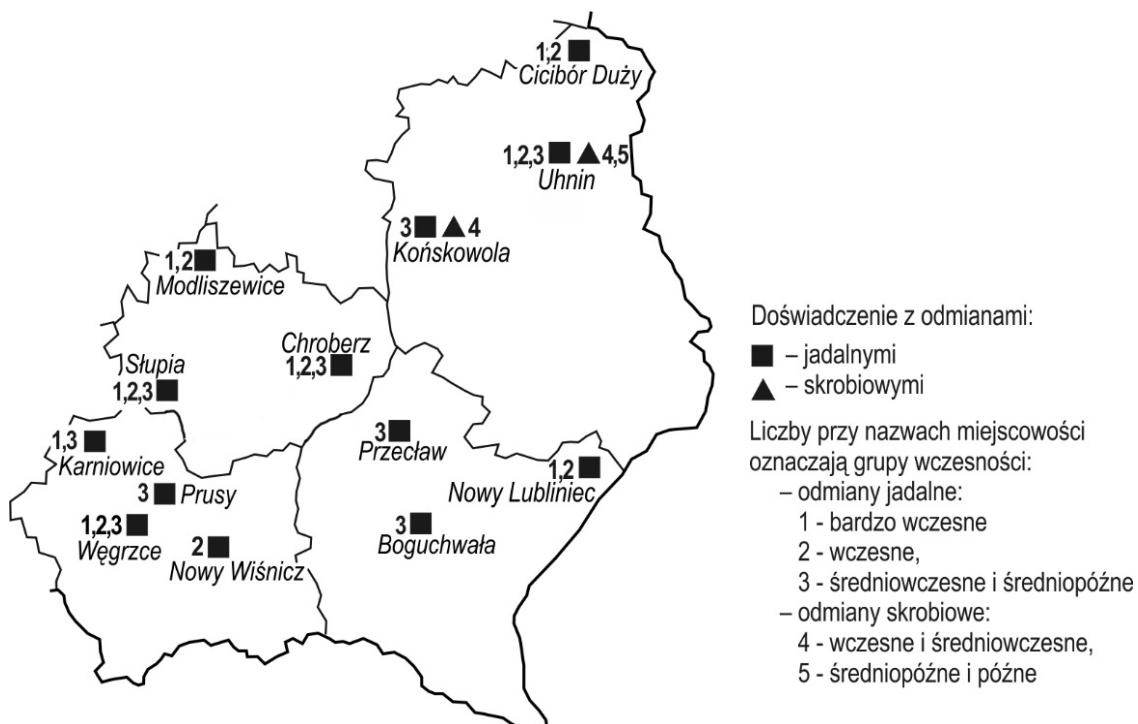 1,2
Cicibór Duży
1,2,3 4,5
Uhnin
3 4
Końskowola
1,2
Modliszewice
Chroberz
1,2,3
Słupia
1,2,3
1,3
Karniowice
3 Prusy
1,2,3
Węgrzce
2
Nowy Wiśnicz
3
Przecław
1,2
Nowy Lubliniec
3
Boguchwała
Doświadczenie z odmianami:
– jadalnymi
– skrobiowymi
Liczby przy nazwach miejscowości
oznaczają grupy wczesności:
– odmiany jadalne:
1 - bardzo wczesne
2 - wczesne,
3 - średniowczesne i średniopóźne
– odmiany skrobiowe:
4 - wczesne i średniowczesne,
5 - średniopóźne i późne